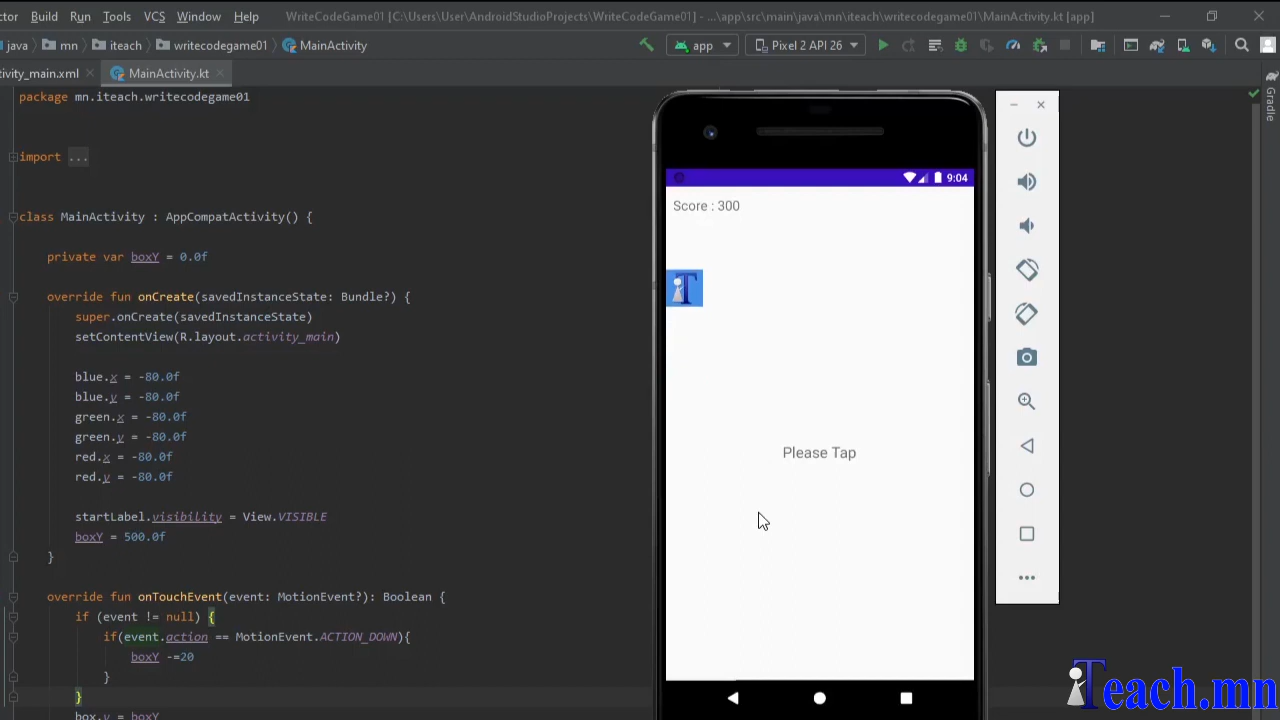 tor Build Run Tools VCS Window Help WriteCodeGame01 [C:\Users\User\AndroidStudioProjects\WriteCodeGame01] - ...\app\src\main\java\mn\iteach\writecodegame01\MainActivity.kt [app]
java mn iteach writecodegame01 MainActivity app Pixel 2 API 26
tivity_main.xml MainActivity.kt
Gradle
package mn.iteach.writecodegame01
import ...
class MainActivity : AppCompatActivity() {
private var boxY = 0.0f
override fun onCreate(savedInstanceState: Bundle?) {
super.onCreate(savedInstanceState)
setContentView(R.layout.activity_main)
blue.x = -80.0f
blue.y = -80.0f
green.x = -80.0f
green.y = -80.0f
red.x = -80.0f
red.y = -80.0f
startLabel.visibility = View.VISIBLE
boxY = 500.0f
}
override fun onTouchEvent(event: MotionEvent?): Boolean {
if (event != null) {
if(event.action == MotionEvent.ACTION_DOWN){
boxY -=20
}
}
box.y = boxY
9:04
Score : 300
T
Please Tap
Teach.mn